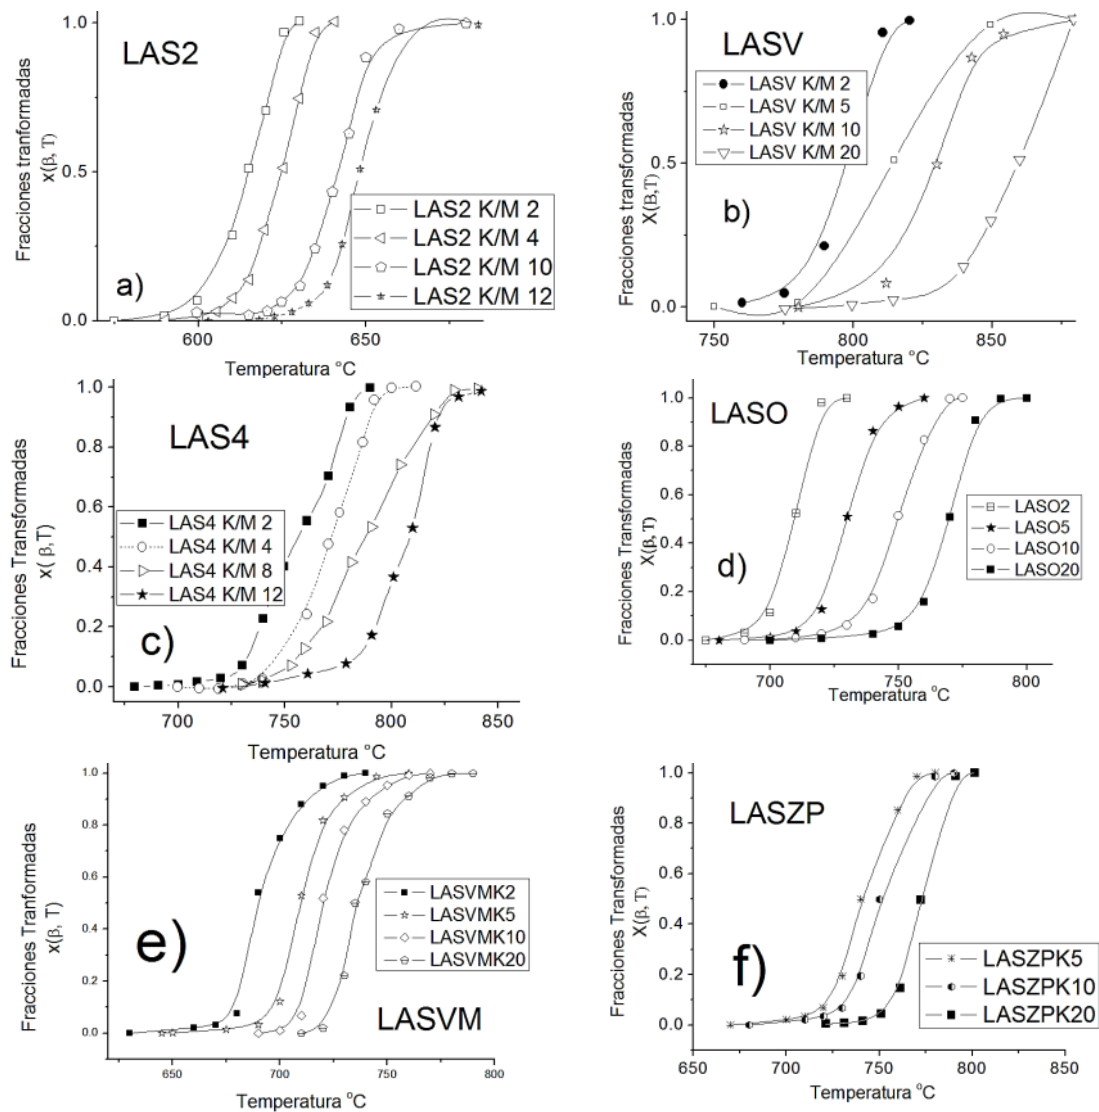 LAS2
Fracciones tranformadas
x(β, T)
1.0
0.5
0.0
LAS2 K/M 2
LAS2 K/M 4
LAS2 K/M 10
LAS2 K/M 12
a)
600
650
Temperatura °C
LASV
Fracciones transformadas
X(B,T)
1.0
0.5
0.0
LASV K/M 2
LASV K/M 5
LASV K/M 10
LASV K/M 20
b)
750
800
850
Temperatura °C
LAS4
Fracciones Transformadas
x( β,T)
1.0
0.8
0.6
0.4
0.2
0.0
LAS4 K/M 2
LAS4 K/M 4
LAS4 K/M 8
LAS4 K/M 12
c)
700
750
800
850
Temperatura °C
LASO
Fracciones Transformadas
X(β, T)
1.0
0.8
0.6
0.4
0.2
0.0
LASO2
LASO5
LASO10
LASO20
d)
700
750
800
Temperatura °C
Fracciones Tranformadas
x(β, T)
1.0
0.8
0.6
0.4
0.2
0.0
LASVMK2
LASVMK5
LASVMK10
LASVMK20
e)
LASVM
650
700
750
800
Temperatura °C
LASZP
Fracciones Transformadas
X(β, T)
1.0
0.8
0.6
0.4
0.2
0.0
LASZPK5
LASZPK10
LASZPK20
f)
650
700
750
800
850
Temperatura °C